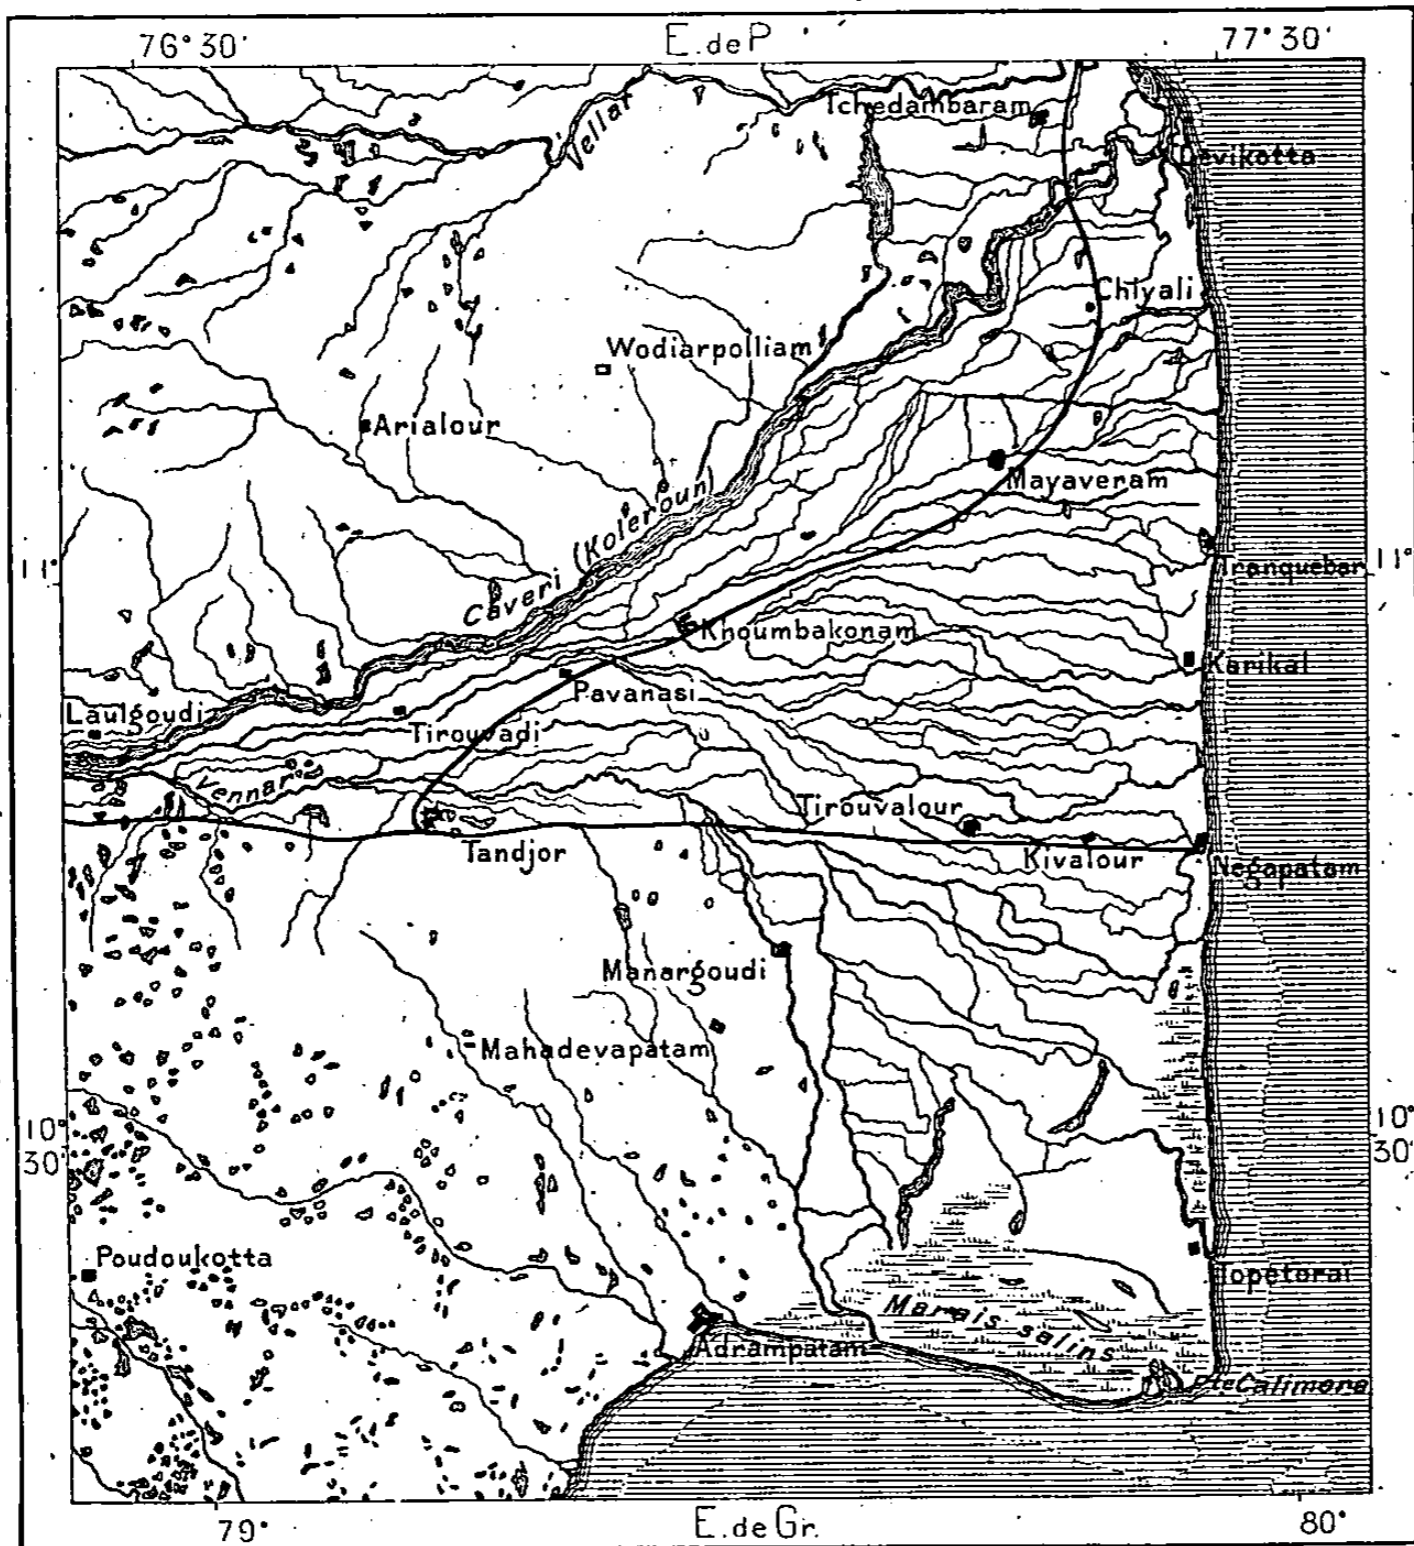 76°30'
E. de P.
77°30'
Tchedambaram
Vellar
Devikotta
Chiyali
Wodiarpolliam
Arialour
Mayaveram
Caveri (Koleroun)
11°
11°
Tranquebar
Khoumbakonam
Karikal
Pavanasi
Laulgoudi
Tirouvadi
Vennar
Tirouvalour
Tandjor
Kivalour
Negapatam
Manargoudi
Mahadevapatam
10°
30'
10°
30'
Poudoukotta
Topetorai
Marais salins
Adrampatam
Pte Calimere
79°
E. de Gr.
80°